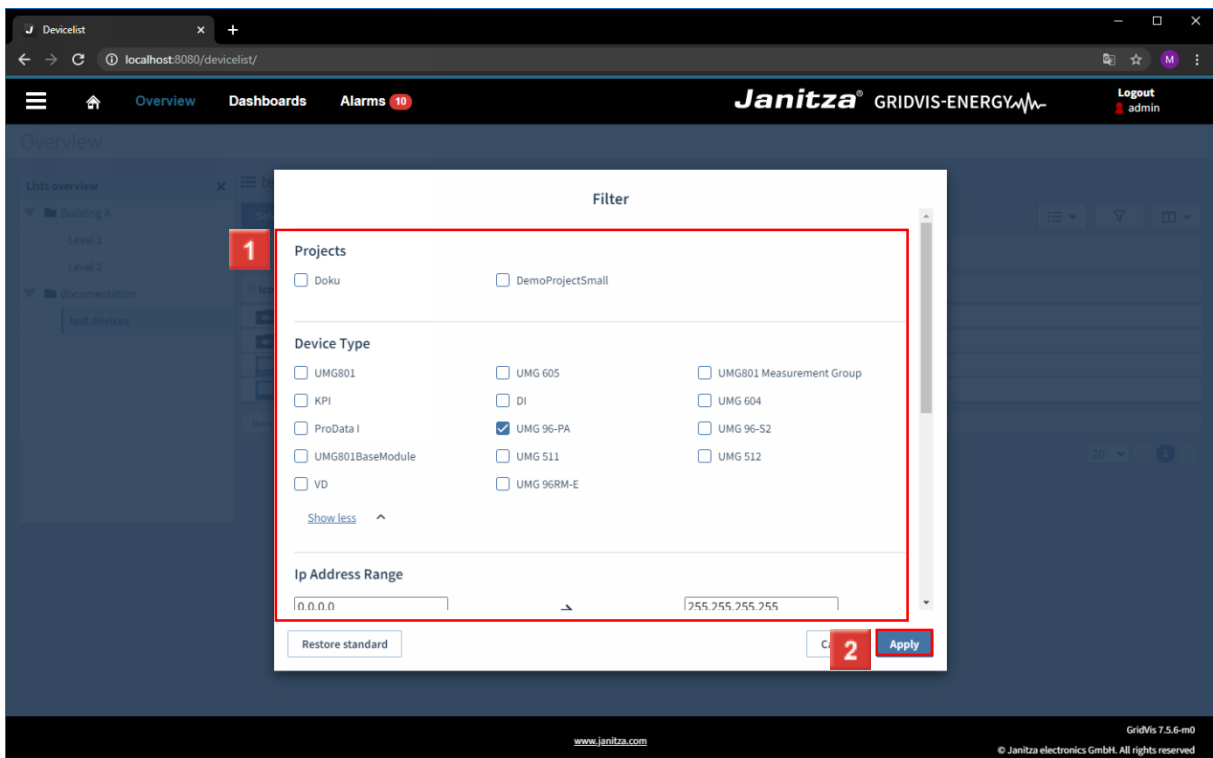 Devicelist
localhost:8080/devicelist/
M
Overview Dashboards Alarms 10
Janitza® GRIDVIS-ENERGY
Logout
admin
Overview
Lists overview
Building A
Level 1
Level 2
documentation
test devices
Filter
1
Projects
Doku DemoProjectSmall
Device Type
UMG801 UMG 605 UMG801 Measurement Group
KPI DI UMG 604
ProData I UMG 96-PA UMG 96-S2
UMG801BaseModule UMG 511 UMG 512
VD UMG 96RM-E
Show less
Ip Address Range
0.0.0.0 255.255.255.255
Restore standard
2
Apply
20 1
www.janitza.com
GridVis 7.5.6-m0
© Janitza electronics GmbH. All rights reserved